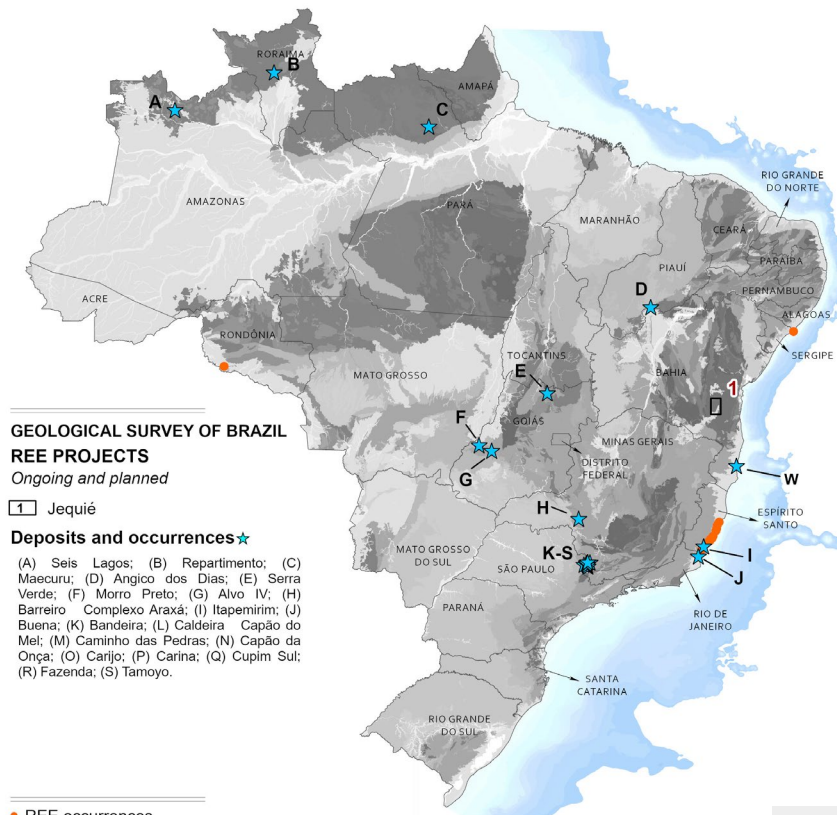 RORAIMA
B
A
AMAPÁ
C
RIO GRANDE
DO NORTE
AMAZONAS
PARÁ
MARANHÃO
CEARÁ
PARAÍBA
PIAUÍ
PERNAMBUCO
ACRE
D
ALAGOAS
RONDÔNIA
SERGIPE
TOCANTINS
MATO GROSSO
E
BAHIA
1
GOIÁS
F
MINAS GERAIS
G
DISTRITO
FEDERAL
W
H
ESPÍRITO
SANTO
MATO GROSSO
DO SUL
K-S
SÃO PAULO
I
J
PARANÁ
RIO DE
JANEIRO
SANTA
CATARINA
RIO GRANDE
DO SUL
GEOLOGICAL SURVEY OF BRAZIL
REE PROJECTS
Ongoing and planned
1 Jequié
Deposits and occurrences
(A) Seis Lagos; (B) Repartimento; (C)
Maecuru; (D) Angico dos Dias; (E) Serra
Verde; (F) Morro Preto; (G) Alvo IV; (H)
Barreiro Complexo Araxá; (I) Itapemirim; (J)
Buena; (K) Bandeira; (L) Caldeira Capão do
Mel; (M) Caminho das Pedras; (N) Capão da
Onça; (O) Carijo; (P) Carina; (Q) Cupim Sul;
(R) Fazenda; (S) Tamoyo.
REE occurrences